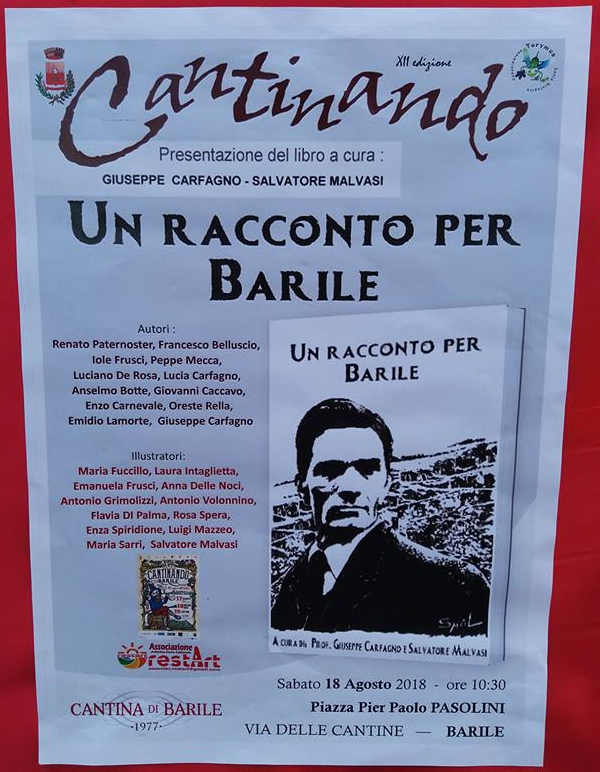 XII edizione
Cantinando
Presentazione del libro a cura :
GIUSEPPE CARFAGNO - SALVATORE MALVASI
UN RACCONTO PER
BARILE
Autori :
Renato Paternoster, Francesco Belluscio,
Iole Frusci, Peppe Mecca,
Luciano De Rosa, Lucia Carfagno,
Anselmo Botte, Giovanni Caccavo,
Enzo Carnevale, Oreste Rella,
Emidio Lamorte, Giuseppe Carfagno
Illustratori:
Maria Fuccillo, Laura Intaglietta,
Emanuela Frusci, Anna Delle Noci,
Antonio Grimolizzi, Antonio Volonnino,
Flavia DI Palma, Rosa Spera,
Enza Spiridione, Luigi Mazzeo,
Maria Sarri, Salvatore Malvasi
UN RACCONTO PER
BARILE
A CURA DI: PROF. GIUSEPPE CARFAGNO E SALVATORE MALVASI
CANTINANDO
BARILE
Associazione
restArt
CANTINA DI BARILE
·1977·
Sabato 18 Agosto 2018 - ore 10:30
Piazza Pier Paolo PASOLINI
VIA DELLE CANTINE — BARILE